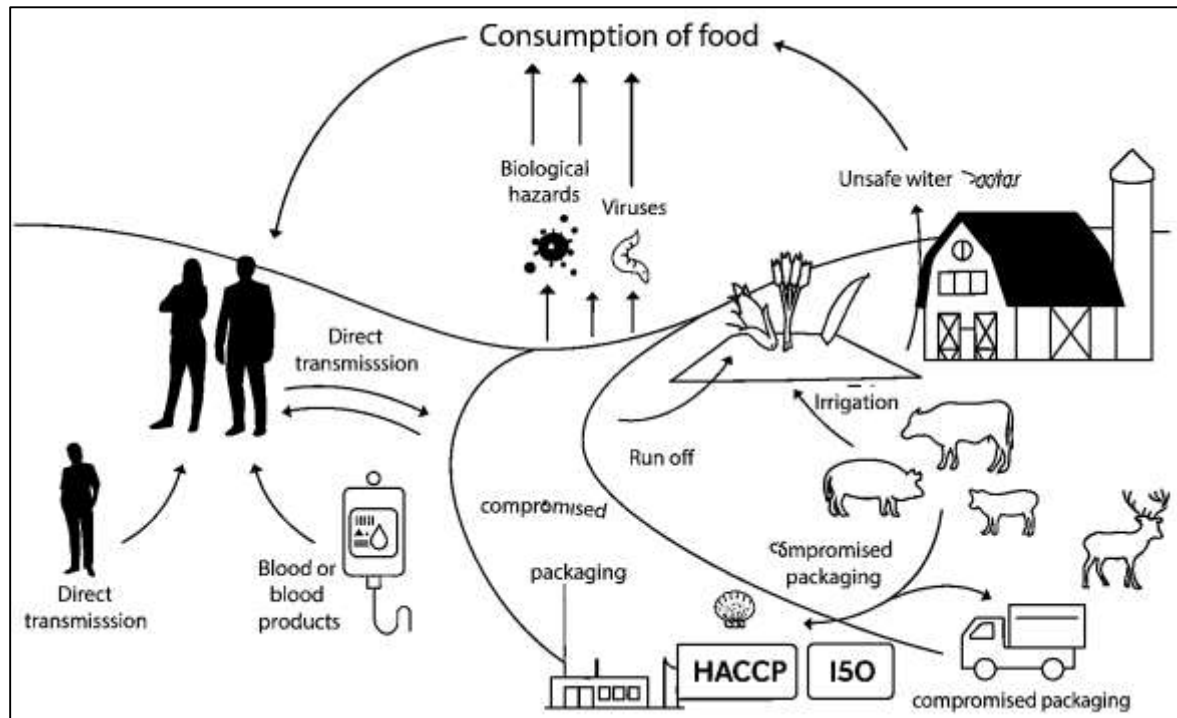 Consumption of food
Biological
hazards
Viruses
Unsafe witer
Direct
transmisssion
Irrigation
Run off
compromised
packaging
compromised
packaging
Direct
transmisssion
Blood or
blood
products
HACCP
ISO
compromised packaging